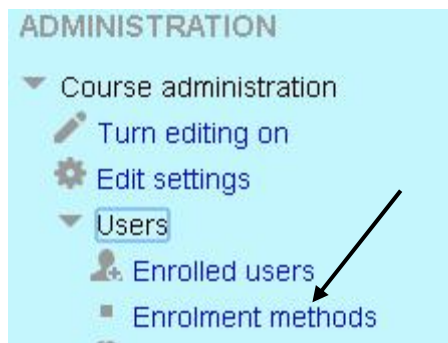 ADMINISTRATION
Course administration
Turn editing on
Edit settings
Users
Enrolled users
Enrolment methods